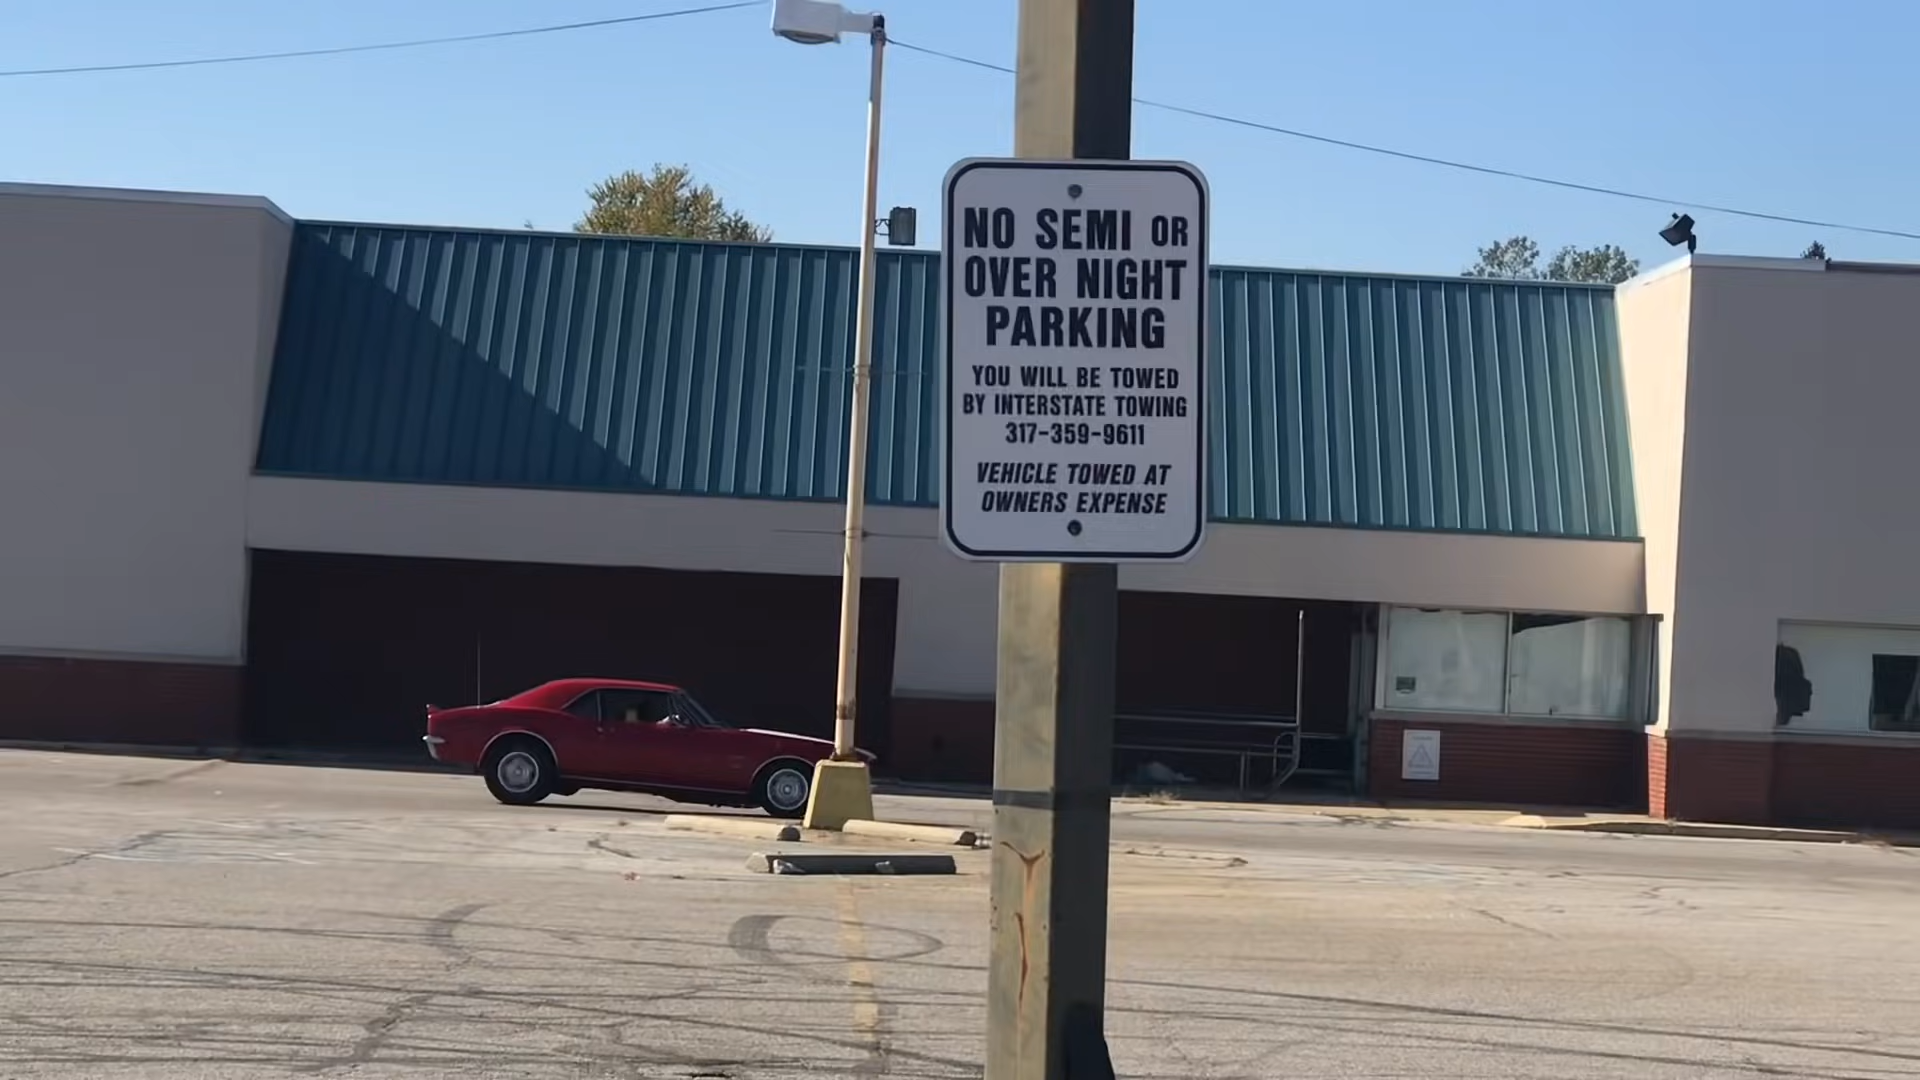 NO SEMI OR
OVER NIGHT
PARKING
YOU WILL BE TOWED
BY INTERSTATE TOWING
317-359-9611
VEHICLE TOWED AT
OWNERS EXPENSE